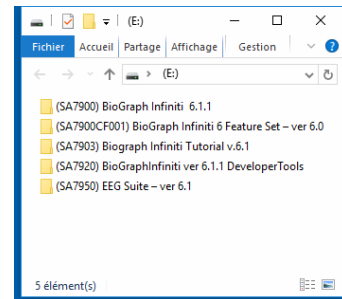 (E:)
Fichier Accueil Partage Affichage Gestion
(E:)
(SA7900) BioGraph Infiniti 6.1.1
(SA7900CF001) BioGraph Infiniti 6 Feature Set – ver 6.0
(SA7903) Biograph Infiniti Tutorial v.6.1
(SA7920) BioGraphInfiniti ver 6.1.1 DeveloperTools
(SA7950) EEG Suite – ver 6.1
5 élément(s)